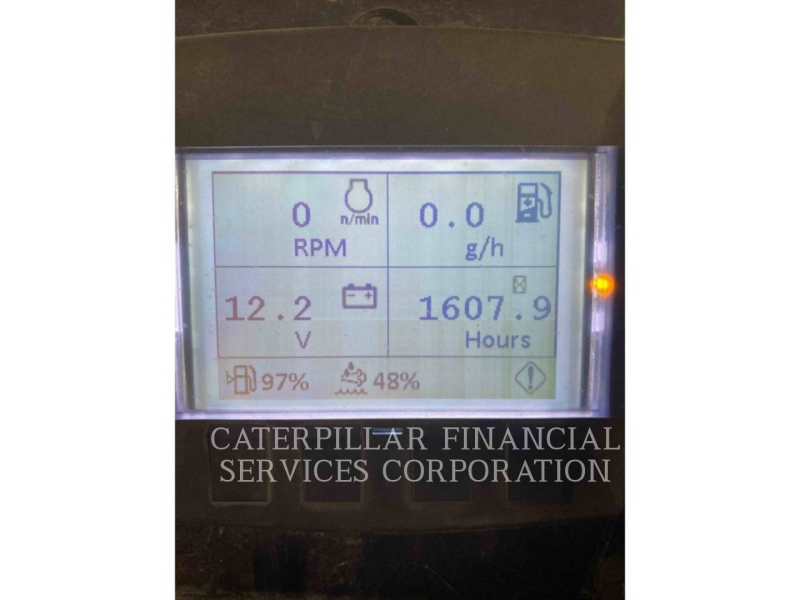 0 n/min
RPM
0.0
g/h
12.2
V
1607.9
Hours
97% 48%
CATERPILLAR FINANCIAL
SERVICES CORPORATION